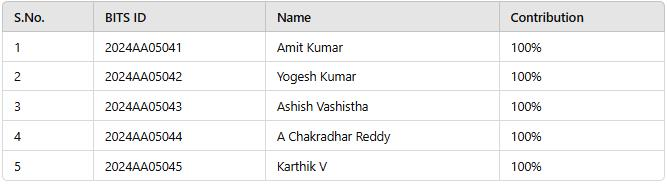 S.No. BITS ID Name Contribution
1 2024AA05041 Amit Kumar 100%
2 2024AA05042 Yogesh Kumar 100%
3 2024AA05043 Ashish Vashistha 100%
4 2024AA05044 A Chakradhar Reddy 100%
5 2024AA05045 Karthik V 100%